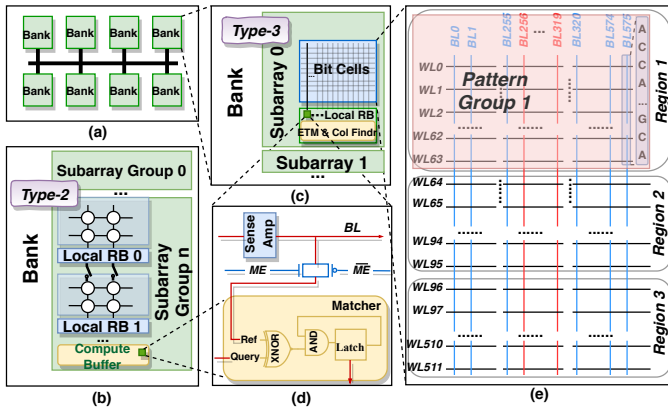 Bank Bank Bank Bank
Bank Bank Bank Bank
(a)
Subarray Group 0
...
Type-2
Bank
Local RB 0
Local RB 1
...
Compute
Buffer
Subarray
Group n
(b)
Type-3
Bank
Subarray 0
Bit Cells
...
Local RB
ETM & Col Findr
Subarray 1
...
(c)
Sense
Amp
BL
ME
ME
Matcher
Ref
Query
XNOR
AND
Latch
(d)
BL0
BL1
BL255
BL256
...
BL319
BL320
BL574
BL575
WL0
WL1
WL2
WL62
WL63
Pattern
Group 1
A
C
C
A
...
G
C
A
Region 1
WL64
WL65
WL94
WL95
Region 2
WL96
WL97
WL510
WL511
Region 3
(e)